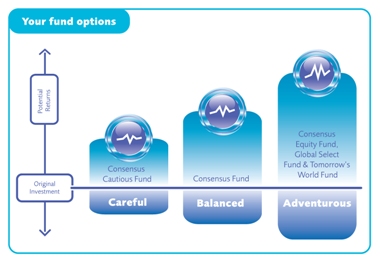 Your fund options
Potential
Returns
Original
Investment
Consensus
Cautious Fund
Careful
Consensus Fund
Balanced
Consensus
Equity Fund,
Global Select
Fund & Tomorrow's
World Fund
Adventurous